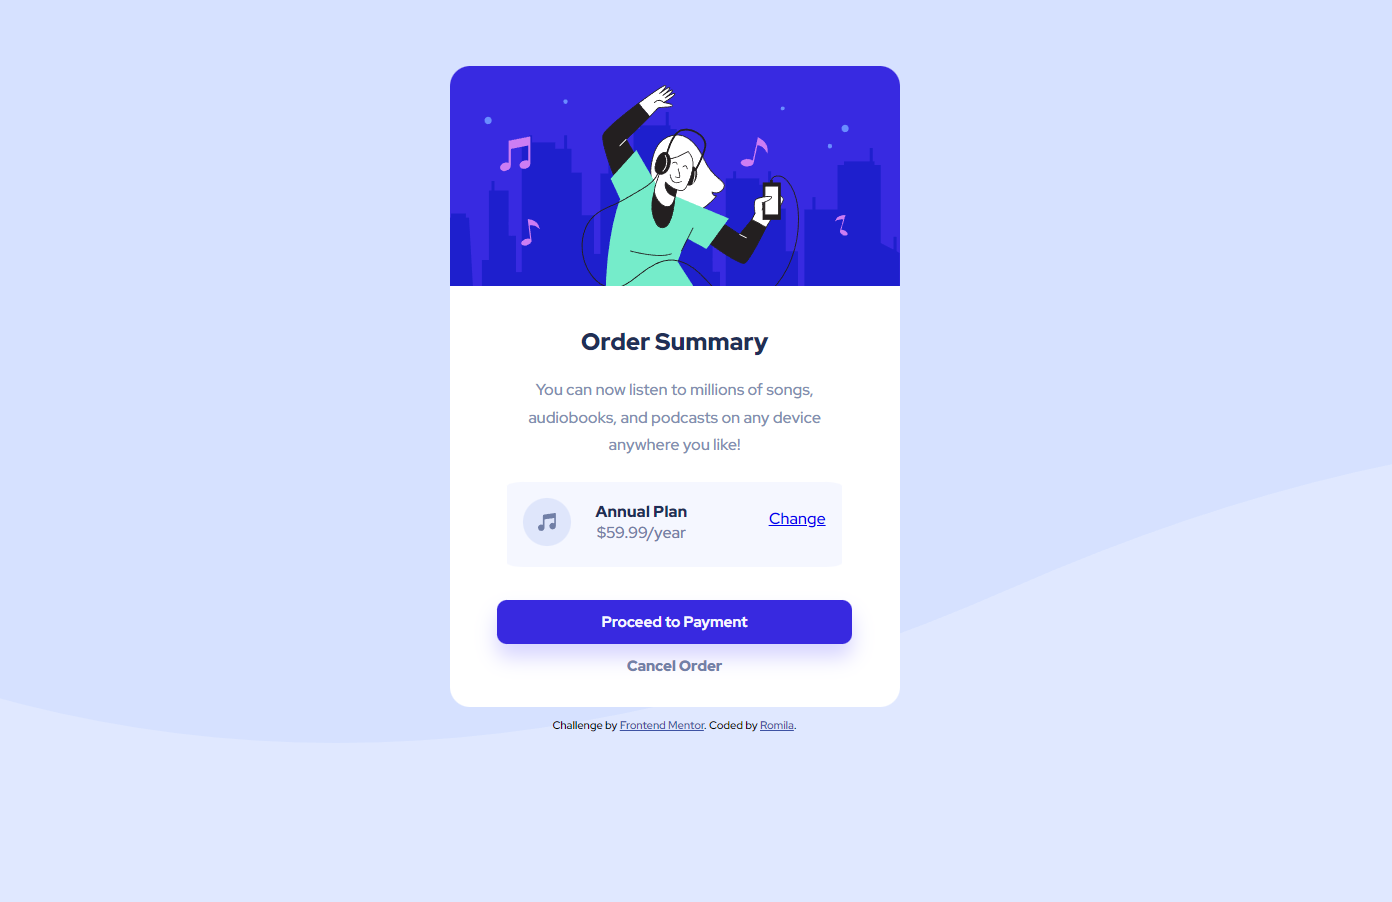 Order Summary
You can now listen to millions of songs,
audiobooks, and podcasts on any device
anywhere you like!
Annual Plan
$59.99/year
Change
Proceed to Payment
Cancel Order
Challenge by Frontend Mentor. Coded by Romila.